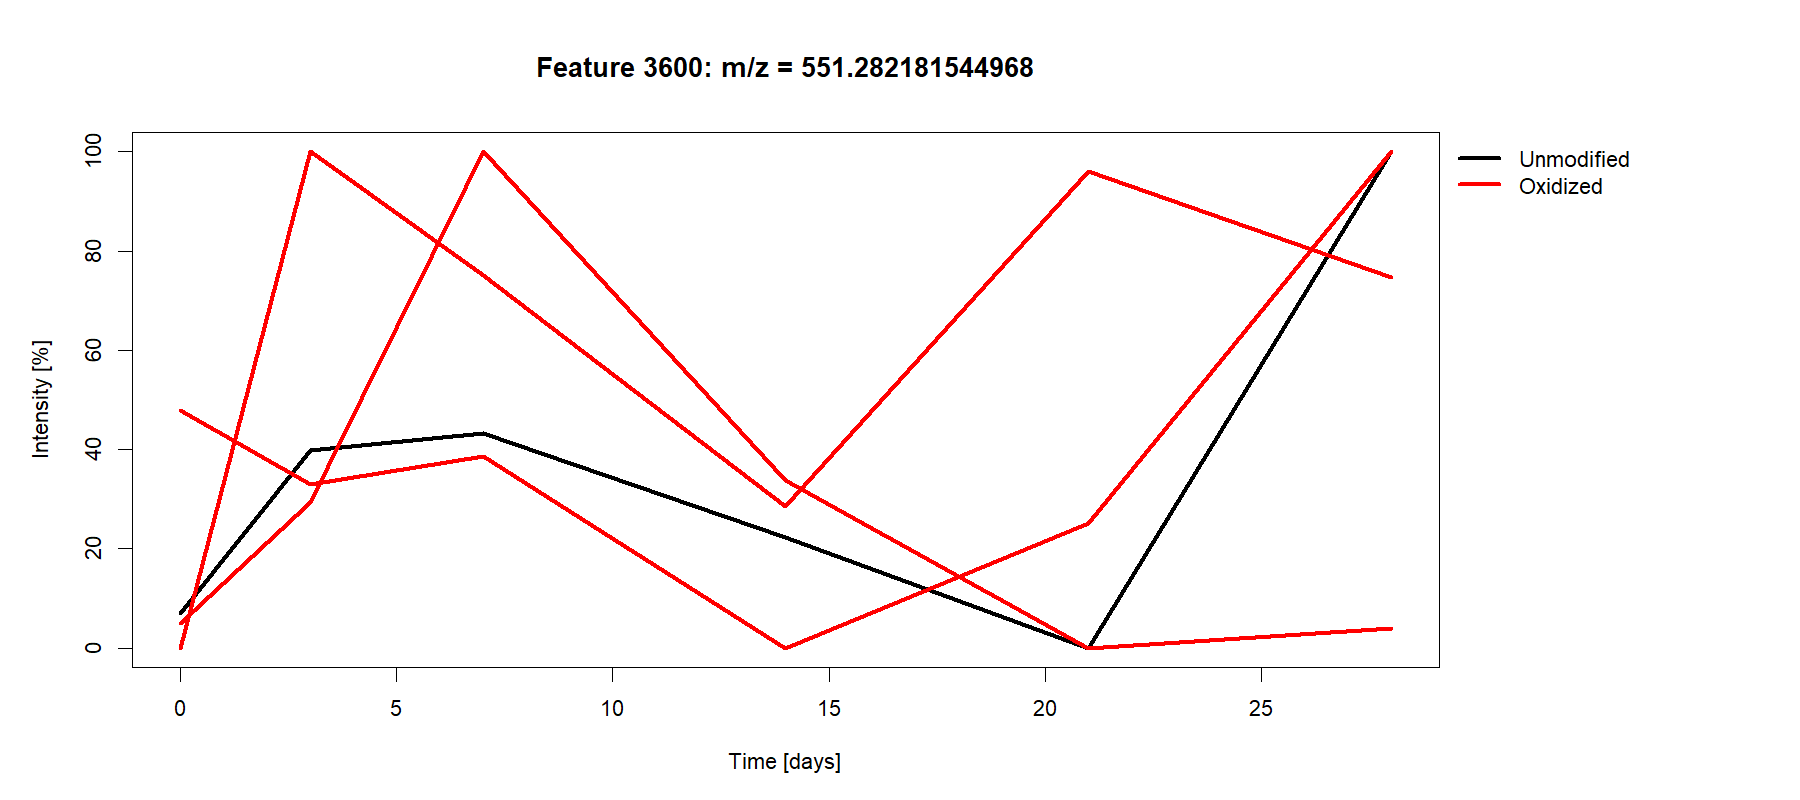 Feature 3600: m/z = 551.282181544968
Unmodified
Oxidized
100
80
60
40
20
0
Intensity [%]
0 5 10 15 20 25
Time [days]